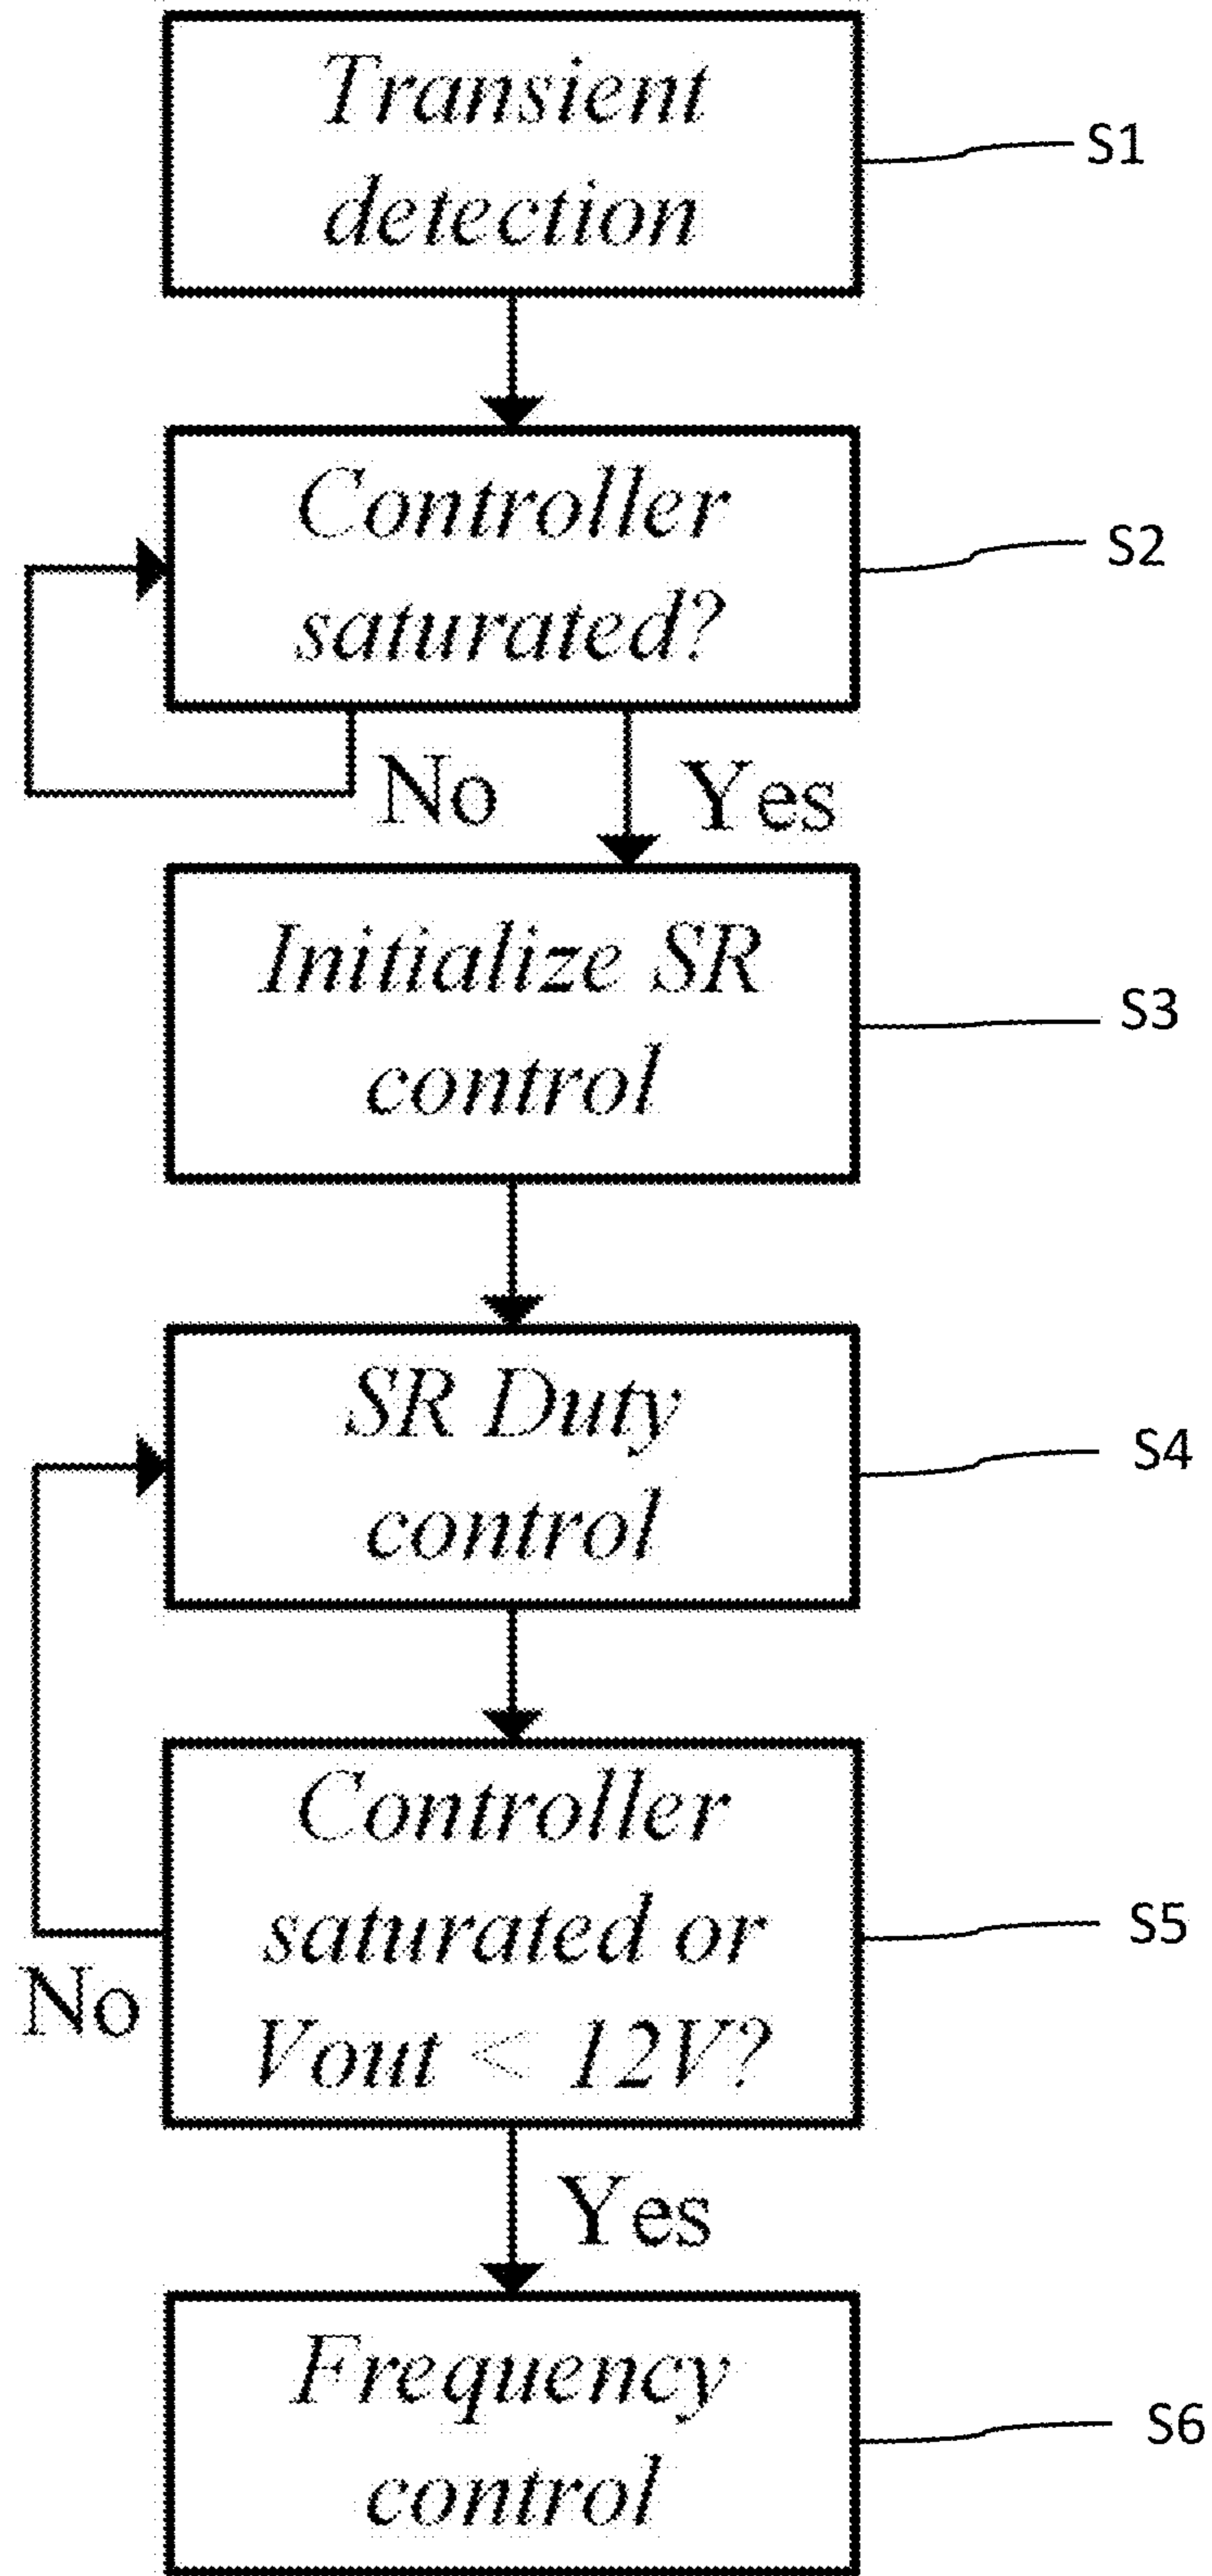 Transient
detection
S1
Controller
saturated?
S2
No
Yes
Initialize SR
control
S3
SR Duty
control
S4
Controller
saturated or
Vout < 12V?
S5
No
Yes
Frequency
control
S6